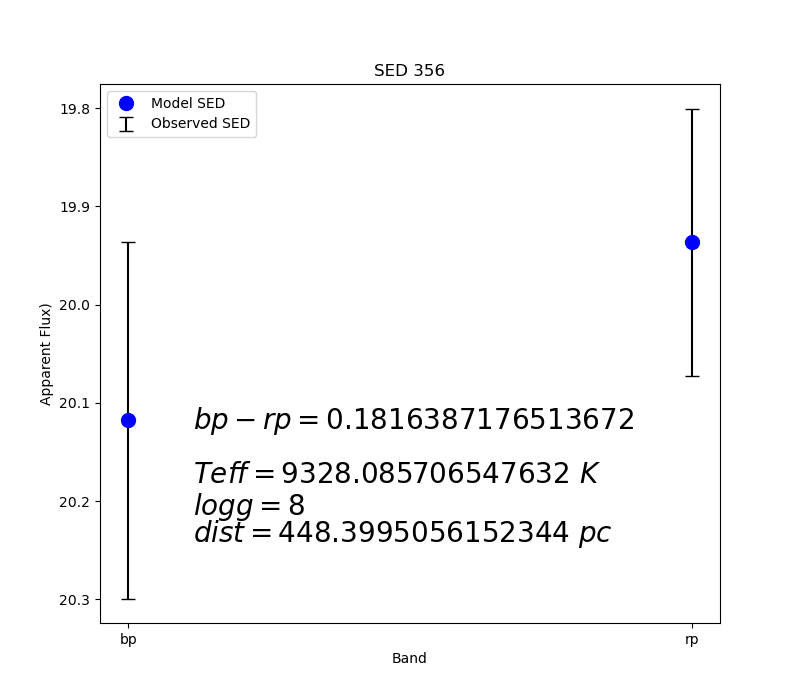 SED 356
Model SED
Observed SED
19.8
19.9
20.0
20.1
20.2
20.3
Apparent Flux)
bp − rp = 0.1816387176513672
Teff = 9328.085706547632 K
logg = 8
dist = 448.3995056152344 pc
bp
rp
Band